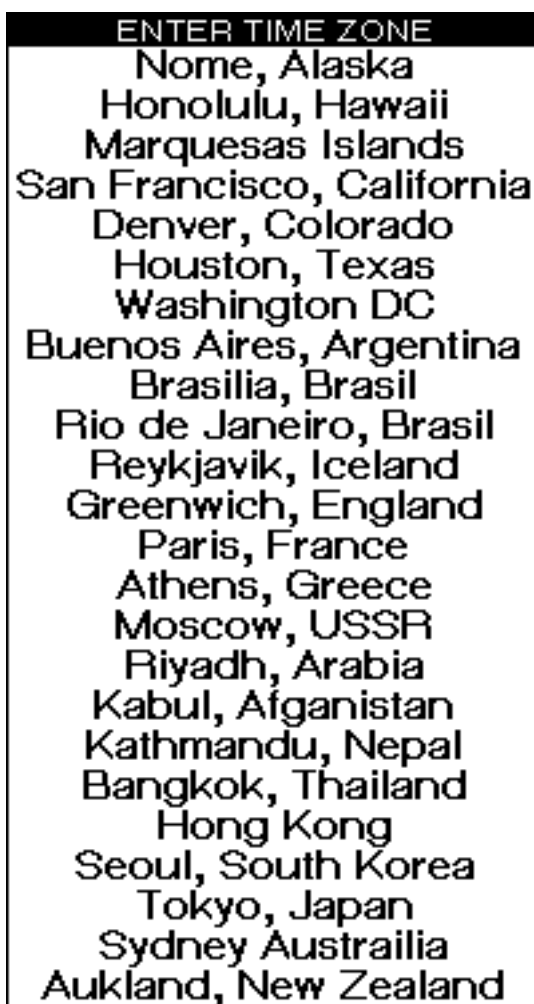 ENTER TIME ZONE
Nome, Alaska
Honolulu, Hawaii
Marquesas Islands
San Francisco, California
Denver, Colorado
Houston, Texas
Washington DC
Buenos Aires, Argentina
Brasilia, Brasil
Rio de Janeiro, Brasil
Reykjavik, Iceland
Greenwich, England
Paris, France
Athens, Greece
Moscow, USSR
Riyadh, Arabia
Kabul, Afganistan
Kathmandu, Nepal
Bangkok, Thailand
Hong Kong
Seoul, South Korea
Tokyo, Japan
Sydney Austrailia
Aukland, New Zealand